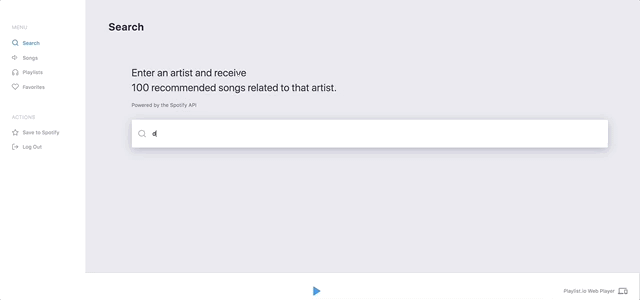 MENU
Search
Songs
Playlists
Favorites
ACTIONS
Save to Spotify
Log Out
Search
Enter an artist and receive
100 recommended songs related to that artist.
Powered by the Spotify API
d
Playlist.io Web Player